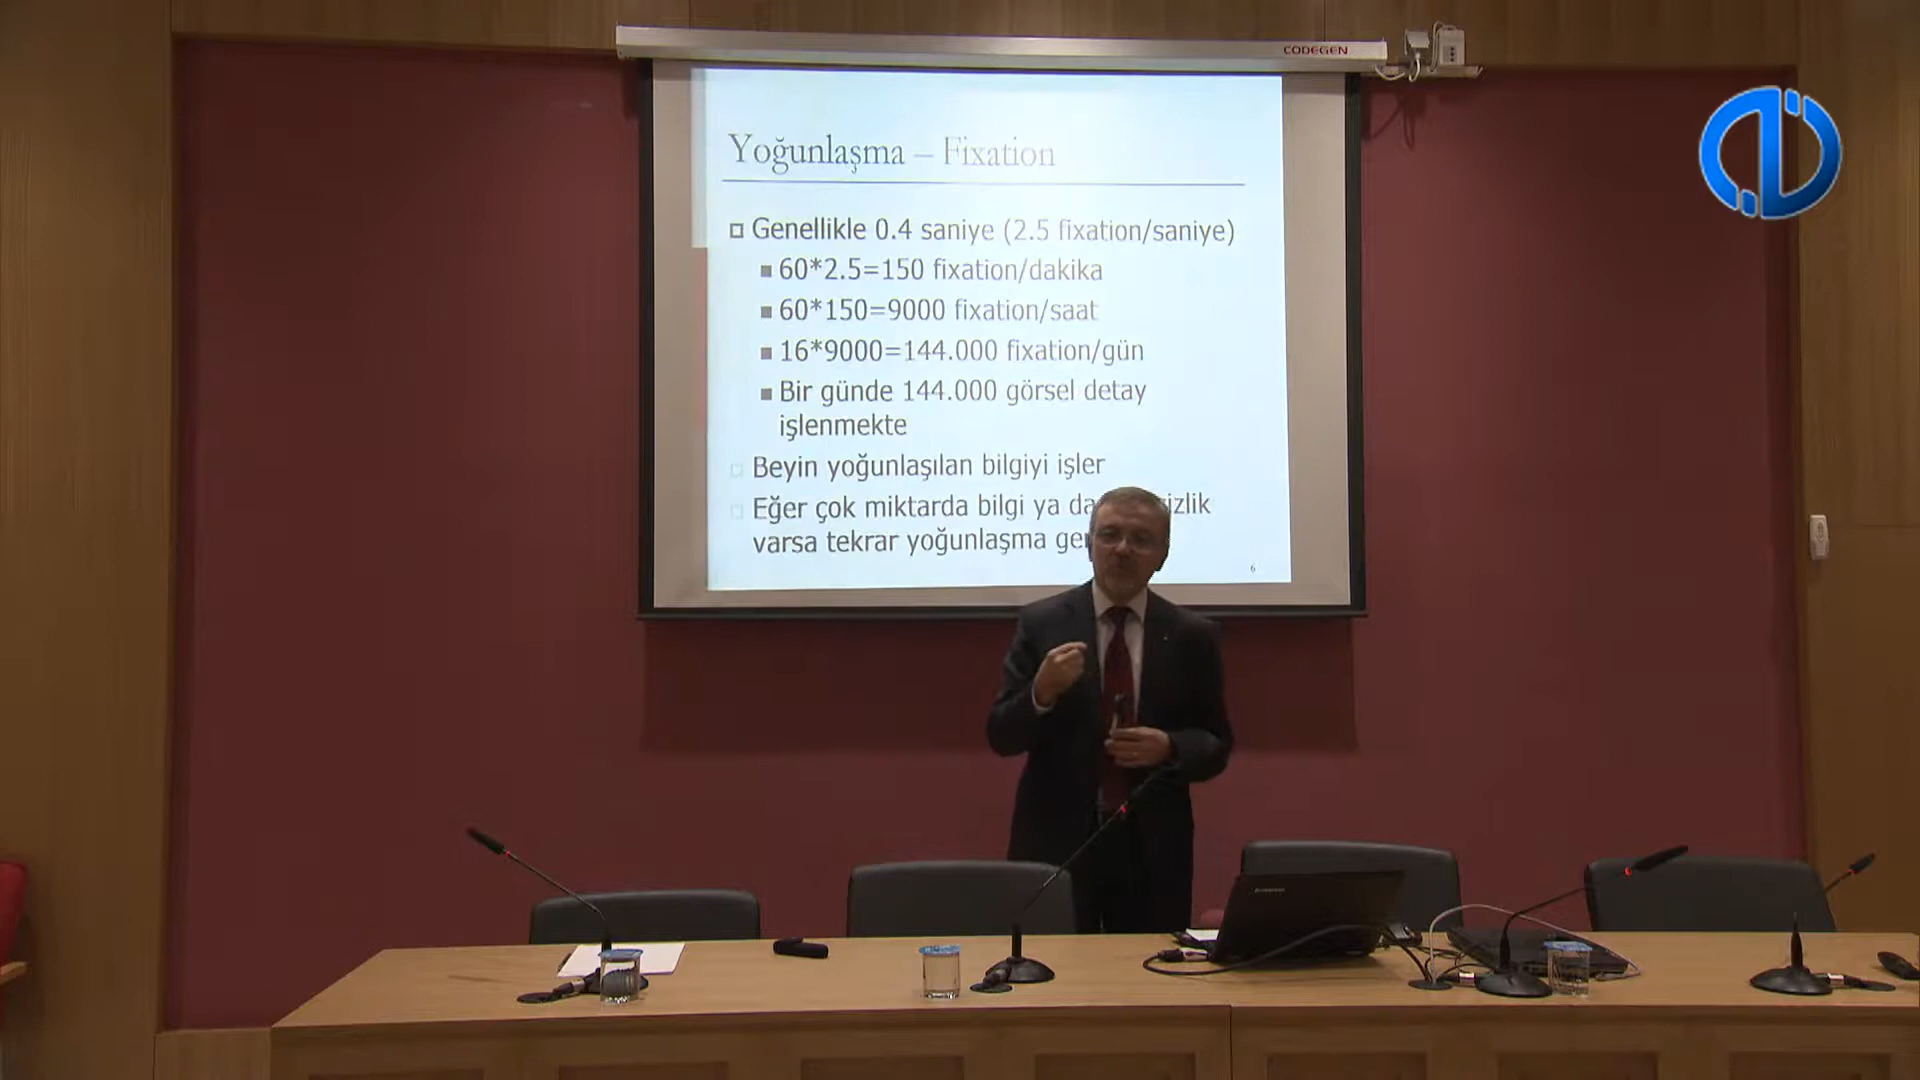 CODEGEN
Yoğunlaşma – Fixation
Genellikle 0.4 saniye (2.5 fixation/saniye)
60*2.5=150 fixation/dakika
60*150=9000 fixation/saat
16*9000=144.000 fixation/gün
Bir günde 144.000 görsel detay
işlenmekte
Beyin yoğunlaşılan bilgiyi işler
Eğer çok miktarda bilgi ya
varsa tekrar yoğunlaşma
6